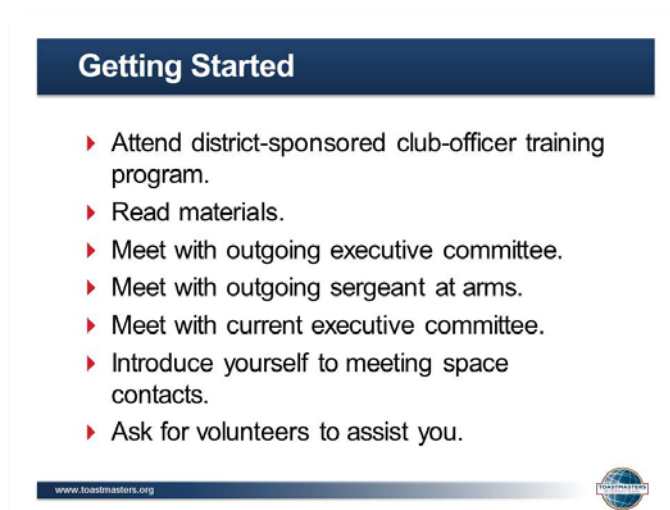 Getting Started
Attend district-sponsored club-officer training
program.
Read materials.
Meet with outgoing executive committee.
Meet with outgoing sergeant at arms.
Meet with current executive committee.
Introduce yourself to meeting space
contacts.
Ask for volunteers to assist you.
www.toastmasters.org
TOASTMASTERS